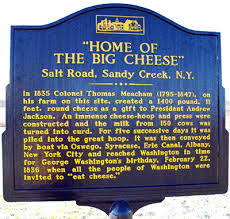 "HOME OF
THE BIG CHEESE"
Salt Road, Sandy Creek, N.Y.
In 1835 Colonel Thomas Meacham (1795-1847), on
his farm on this site, created a 1400 pound, 11
feet, round cheese as a gift to President Andrew
Jackson. An immense cheese-hoop and press were
constructed and the milk from 150 cows was
turned into curd. For five successive days it was
piled into the great hoop. It was then conveyed
by boat via Oswego, Syracuse, Erie Canal, Albany,
New York City and reached Washington in time
for George Washington's birthday, February 22,
1836 when all the people of Washington were
invited to "eat cheese."